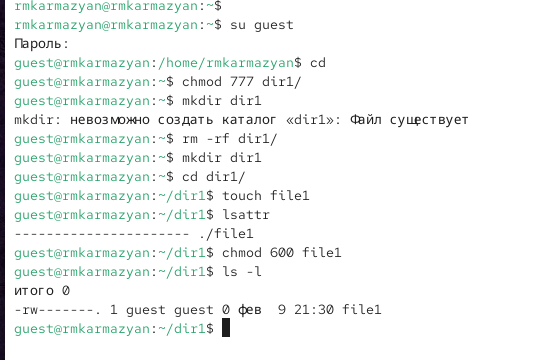 rmkarmazyan@rmkarmazyan:~$
rmkarmazyan@rmkarmazyan:~$ su guest
Пароль:
guest@rmkarmazyan:/home/rmkarmazyan$ cd
guest@rmkarmazyan:~$ chmod 777 dir1/
guest@rmkarmazyan:~$ mkdir dir1
mkdir: невозможно создать каталог «dir1»: Файл существует
guest@rmkarmazyan:~$ rm -rf dir1/
guest@rmkarmazyan:~$ mkdir dir1
guest@rmkarmazyan:~$ cd dir1/
guest@rmkarmazyan:~/dir1$ touch file1
guest@rmkarmazyan:~/dir1$ lsattr
---------------------- ./file1
guest@rmkarmazyan:~/dir1$ chmod 600 file1
guest@rmkarmazyan:~/dir1$ ls -l
итого 0
-rw-------. 1 guest guest 0 фев  9 21:30 file1
guest@rmkarmazyan:~/dir1$